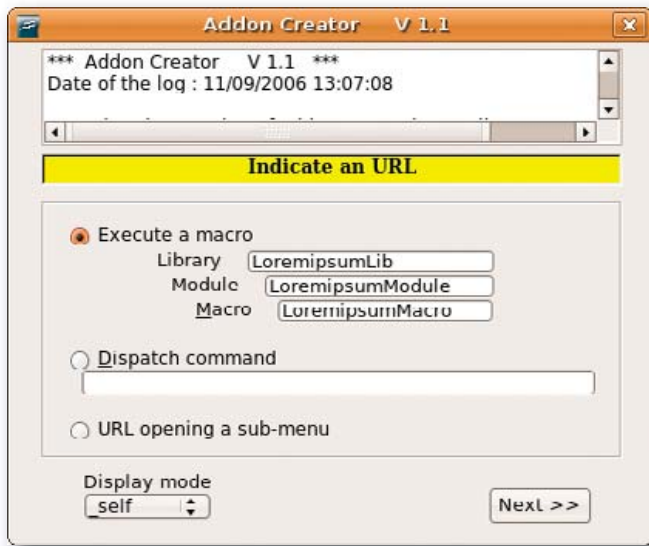 Addon Creator V 1.1
*** Addon Creator V 1.1 ***
Date of the log : 11/09/2006 13:07:08
Indicate an URL
Execute a macro
Library LoremipsumLib
Module LoremipsumModule
Macro LoremipsumMacro
Dispatch command
URL opening a sub-menu
Display mode
_self
Next >>